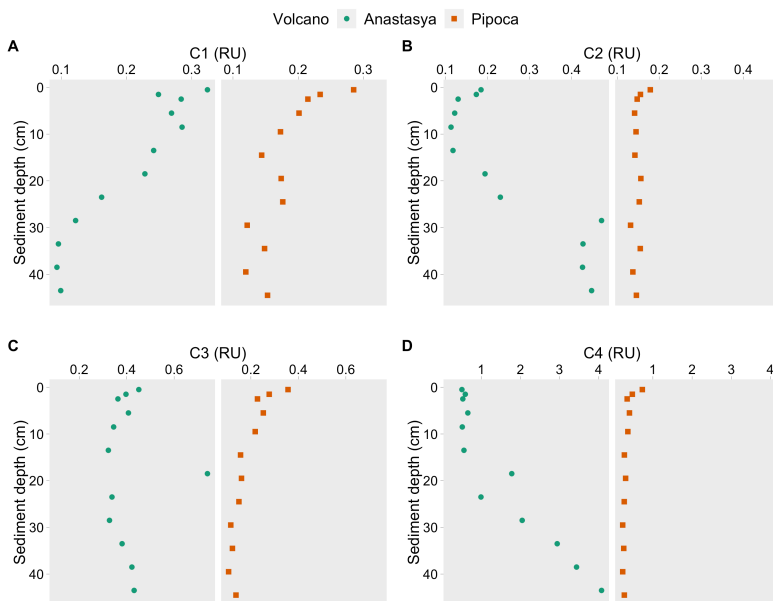 Volcano Anastasya Pipoca
A B
C1 (RU) C2 (RU)
0.1 0.2 0.3 0.1 0.2 0.3 0.1 0.2 0.4 0.1 0.2 0.4
0 0
10 10
20 20
30 30
40 40
Sediment depth (cm) Sediment depth (cm)
C D
C3 (RU) C4 (RU)
0.2 0.4 0.6 0.2 0.4 0.6 1 2 3 4 1 2 3 4
0 0
10 10
20 20
30 30
40 40
Sediment depth (cm) Sediment depth (cm)